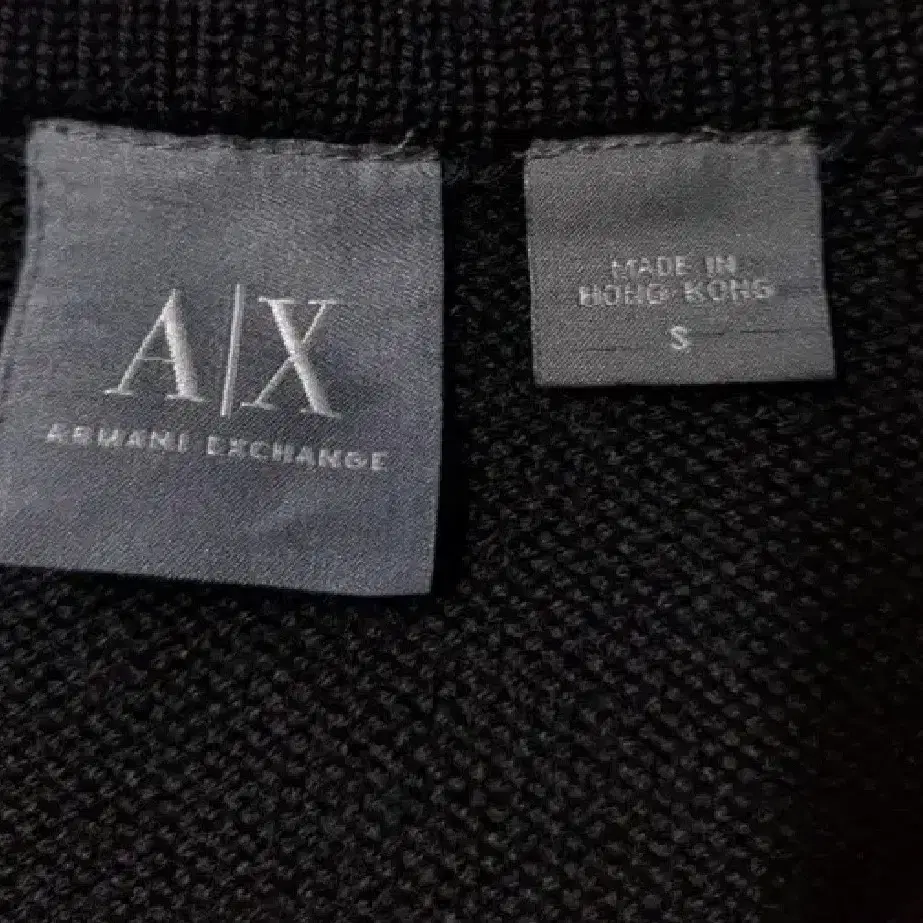 A|X
ARMANI EXCHANGE
MADE IN
HONG KONG
S